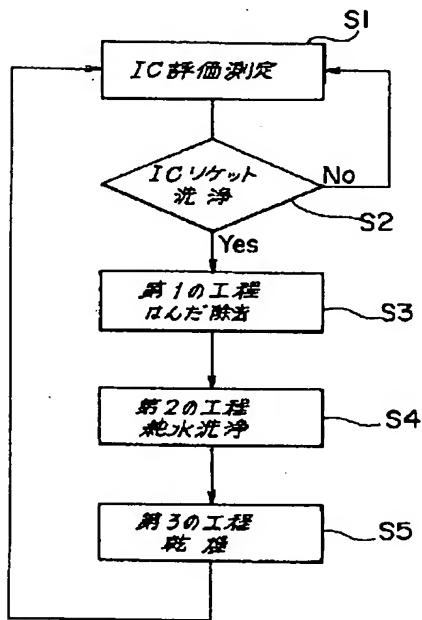 S1
IC評価測定
ICソケット
洗浄
No
S2
Yes
第1の工程
はんだ除去
S3
第2の工程
純水洗浄
S4
第3の工程
乾燥
S5